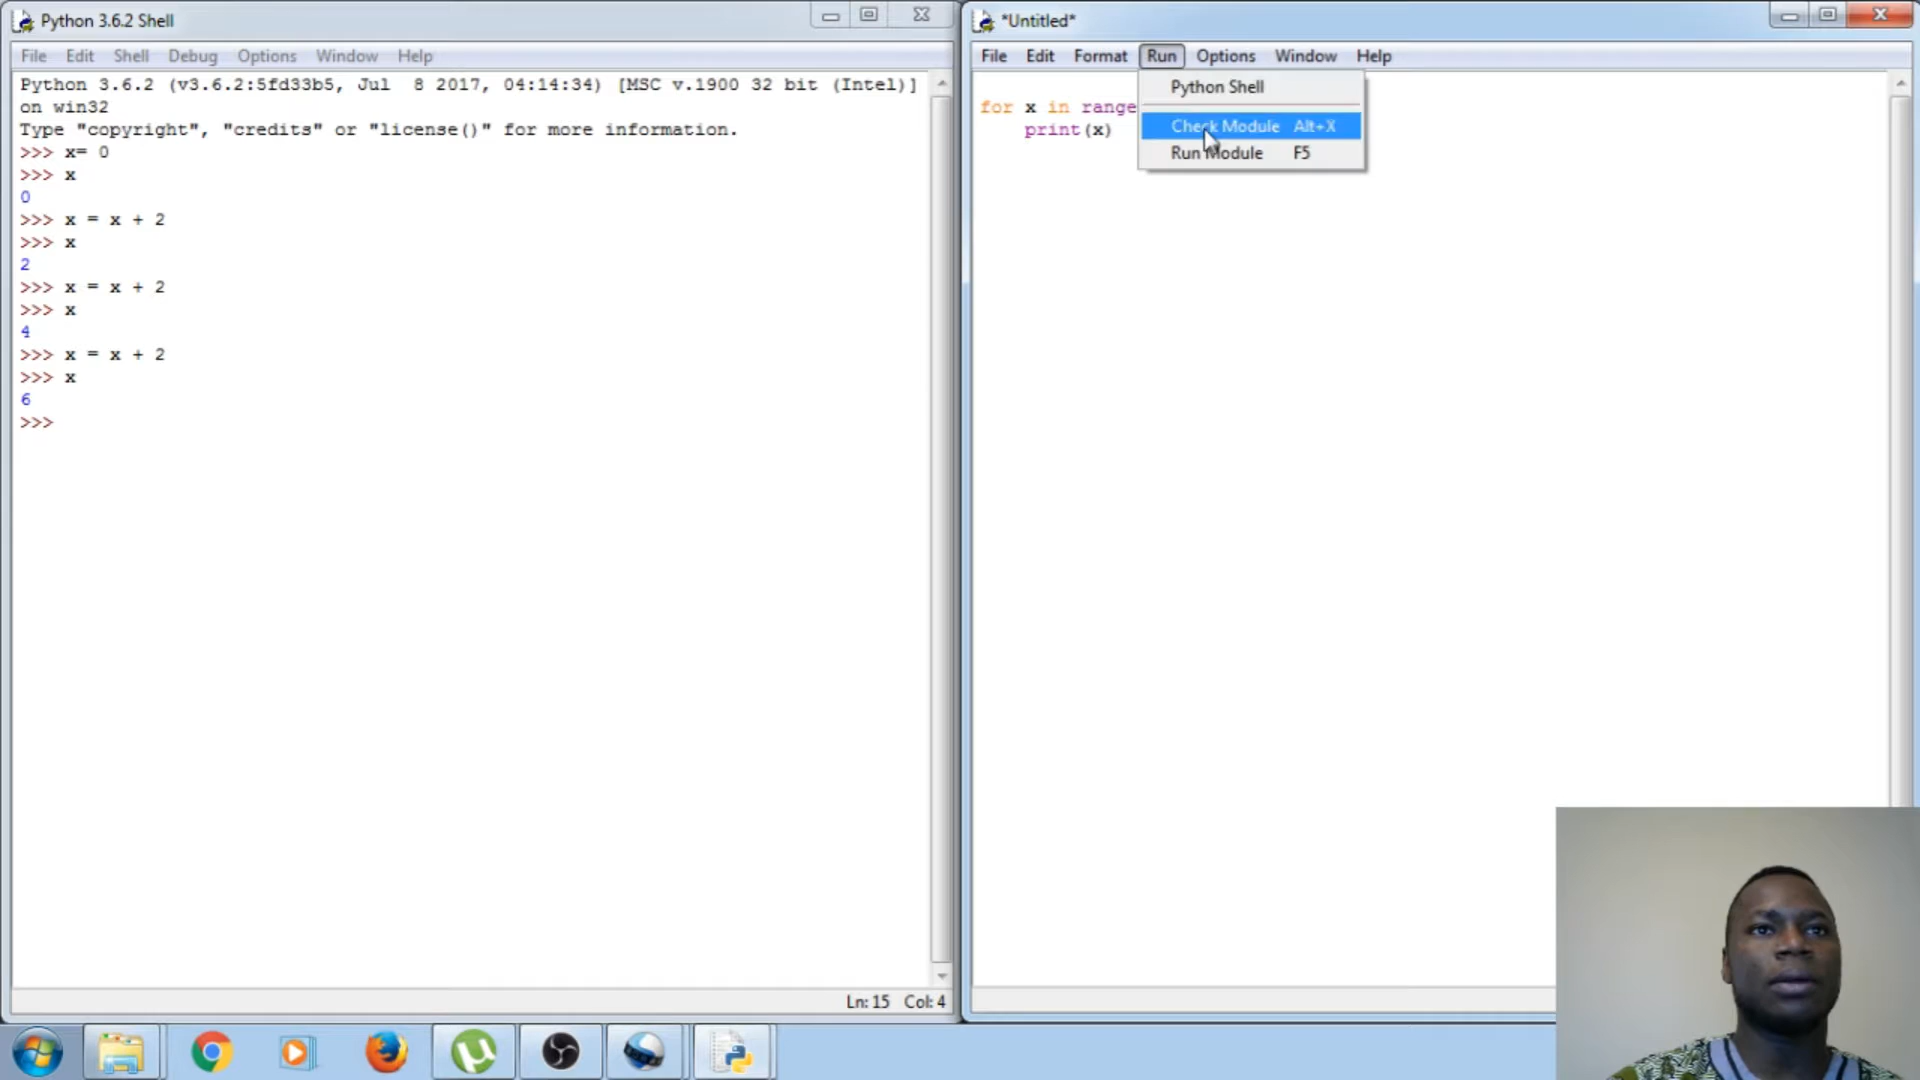 Python 3.6.2 Shell
File Edit Shell Debug Options Window Help
Python 3.6.2 (v3.6.2:5fd33b5, Jul  8 2017, 04:14:34) [MSC v.1900 32 bit (Intel)]
on win32
Type "copyright", "credits" or "license()" for more information.
>>> x= 0
>>> x
0
>>> x = x + 2
>>> x
2
>>> x = x + 2
>>> x
4
>>> x = x + 2
>>> x
6
>>>
Ln: 15 Col: 4
*Untitled*
File Edit Format Run Options Window Help
for x in range
    print(x)
Python Shell
Check Module Alt+X
Run Module F5